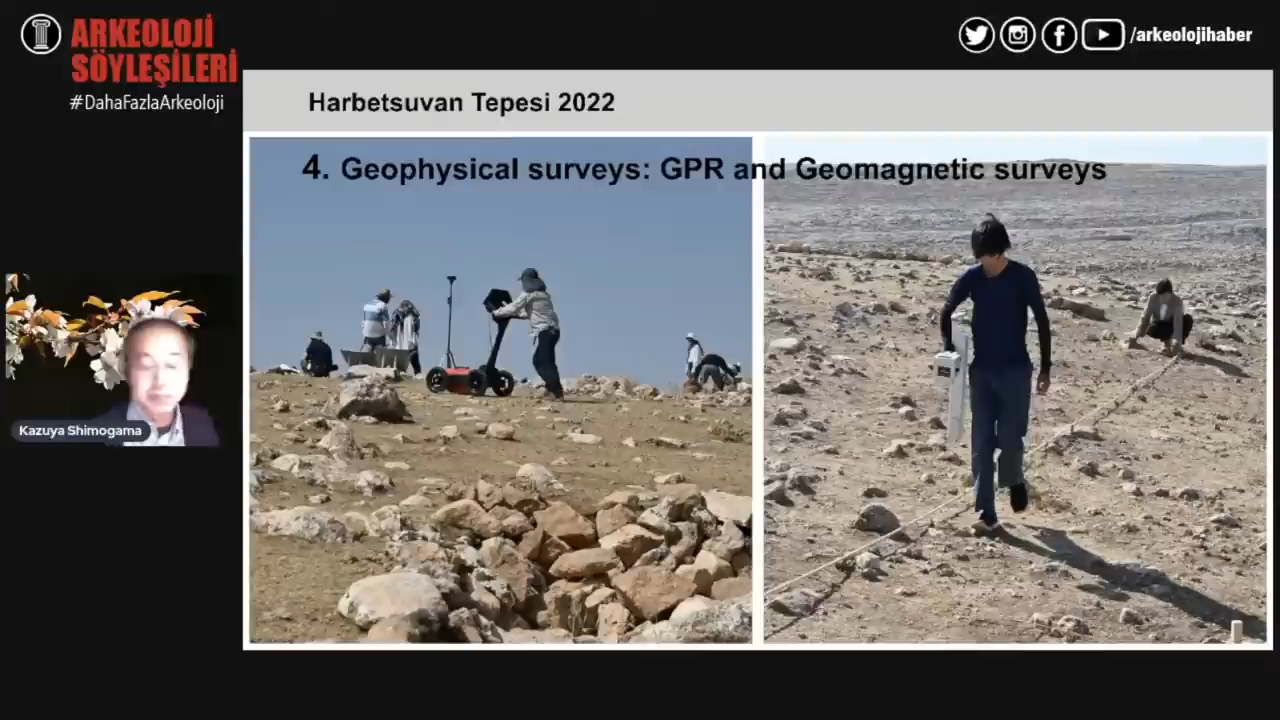 ARKEOLOJİ
SÖYLEŞİLERİ
#DahaFazlaArkeoloji
/arkeolojihaber
Harbetsuvan Tepesi 2022
4. Geophysical surveys: GPR and Geomagnetic surveys
Kazuya Shimogama